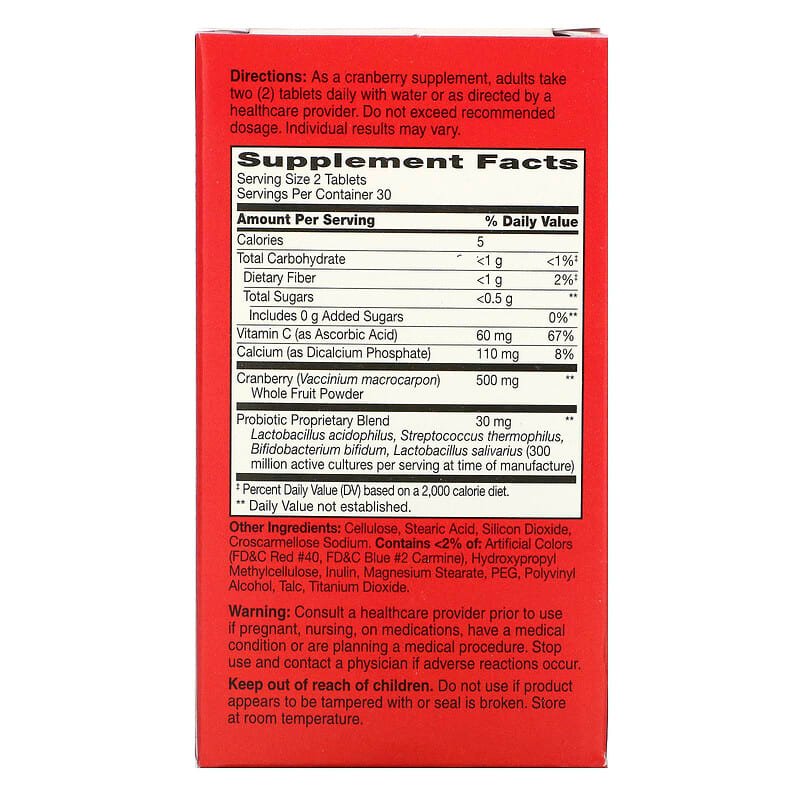 Directions: As a cranberry supplement, adults take
two (2) tablets daily with water or as directed by a
healthcare provider. Do not exceed recommended
dosage. Individual results may vary.
Supplement Facts
Serving Size 2 Tablets
Servings Per Container 30
Amount Per Serving % Daily Value
Calories 5
Total Carbohydrate <1 g <1%‡
Dietary Fiber <1 g 2%‡
Total Sugars <0.5 g **
Includes 0 g Added Sugars 0%**
Vitamin C (as Ascorbic Acid) 60 mg 67%
Calcium (as Dicalcium Phosphate) 110 mg 8%
Cranberry (Vaccinium macrocarpon) 500 mg **
Whole Fruit Powder
Probiotic Proprietary Blend 30 mg **
Lactobacillus acidophilus, Streptococcus thermophilus,
Bifidobacterium bifidum, Lactobacillus salivarius (300
million active cultures per serving at time of manufacture)
‡ Percent Daily Value (DV) based on a 2,000 calorie diet.
** Daily Value not established.
Other Ingredients: Cellulose, Stearic Acid, Silicon Dioxide,
Croscarmellose Sodium. Contains <2% of: Artificial Colors
(FD&C Red #40, FD&C Blue #2 Carmine), Hydroxypropyl
Methylcellulose, Inulin, Magnesium Stearate, PEG, Polyvinyl
Alcohol, Talc, Titanium Dioxide.
Warning: Consult a healthcare provider prior to use
if pregnant, nursing, on medications, have a medical
condition or are planning a medical procedure. Stop
use and contact a physician if adverse reactions occur.
Keep out of reach of children. Do not use if product
appears to be tampered with or seal is broken. Store
at room temperature.